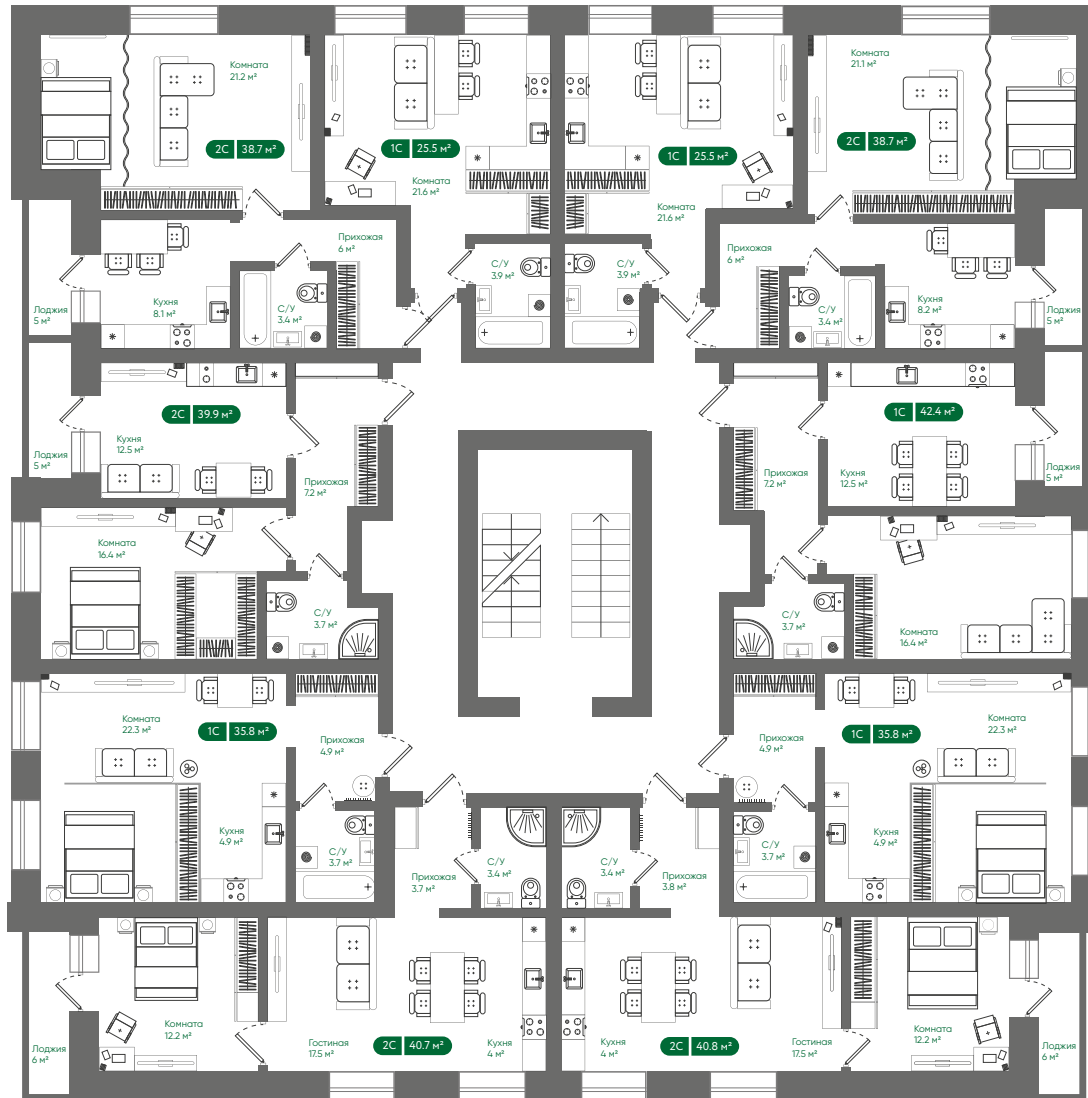 Комната
21.2 м²
2С 38.7 м²
1С 25.5 м²
Комната
21.6 м²
1С 25.5 м²
Комната
21.6 м²
Комната
21.1 м²
2С 38.7 м²
Прихожая
6 м²
С/У
3.9 м²
С/У
3.9 м²
Прихожая
6 м²
Лоджия
5 м²
Кухня
8.1 м²
С/У
3.4 м²
С/У
3.4 м²
Кухня
8.2 м²
Лоджия
5 м²
2С 39.9 м²
Кухня
12.5 м²
Лоджия
5 м²
Прихожая
7.2 м²
1С 42.4 м²
Прихожая
7.2 м²
Кухня
12.5 м²
Лоджия
5 м²
Комната
16.4 м²
С/У
3.7 м²
С/У
3.7 м²
Комната
16.4 м²
Комната
22.3 м²
1С 35.8 м²
Прихожая
4.9 м²
Прихожая
4.9 м²
1С 35.8 м²
Комната
22.3 м²
Кухня
4.9 м²
С/У
3.7 м²
Прихожая
3.7 м²
С/У
3.4 м²
С/У
3.4 м²
Прихожая
3.8 м²
С/У
3.7 м²
Кухня
4.9 м²
Лоджия
6 м²
Комната
12.2 м²
Гостиная
17.5 м²
2С 40.7 м²
Кухня
4 м²
Кухня
4 м²
2С 40.8 м²
Гостиная
17.5 м²
Комната
12.2 м²
Лоджия
6 м²